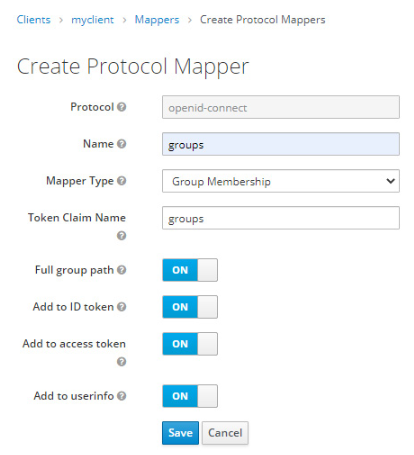 Clients > myclient > Mappers > Create Protocol Mappers
Create Protocol Mapper
Protocol
openid-connect
Name
groups
Mapper Type
Group Membership
Token Claim Name
groups
Full group path
ON
Add to ID token
ON
Add to access token
ON
Add to userinfo
ON
Save Cancel